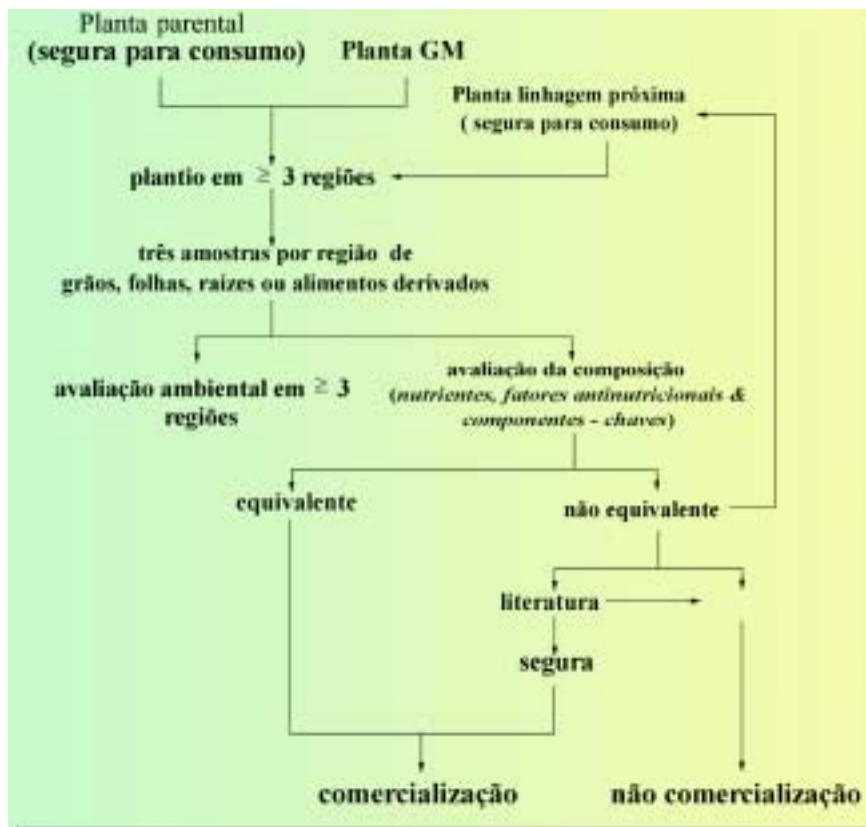 Planta parental
(segura para consumo)
Planta GM
Planta linhagem próxima
( segura para consumo)
plantio em ≥ 3 regiões
três amostras por região de
grãos, folhas, raízes ou alimentos derivados
avaliação ambiental em ≥ 3
regiões
avaliação da composição
(nutrientes, fatores antinutricionais &
componentes - chaves)
equivalente
não equivalente
literatura
segura
comercialização
não comercialização